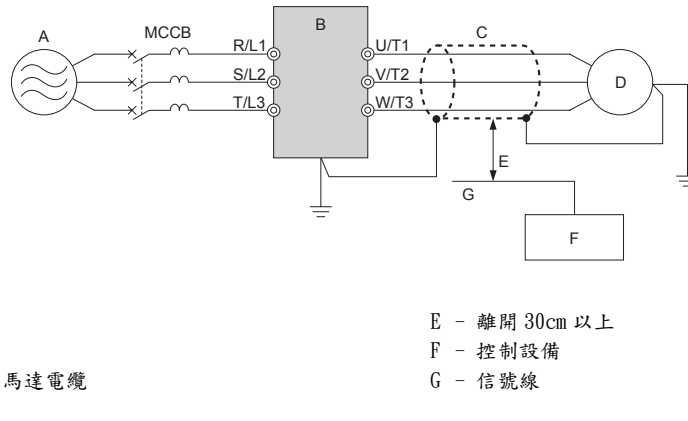 A
MCCB
B
C
D
R/L1
S/L2
T/L3
U/T1
V/T2
W/T3
E
G
F
E - 離開 30cm 以上
F - 控制設備
馬達電纜
G - 信號線